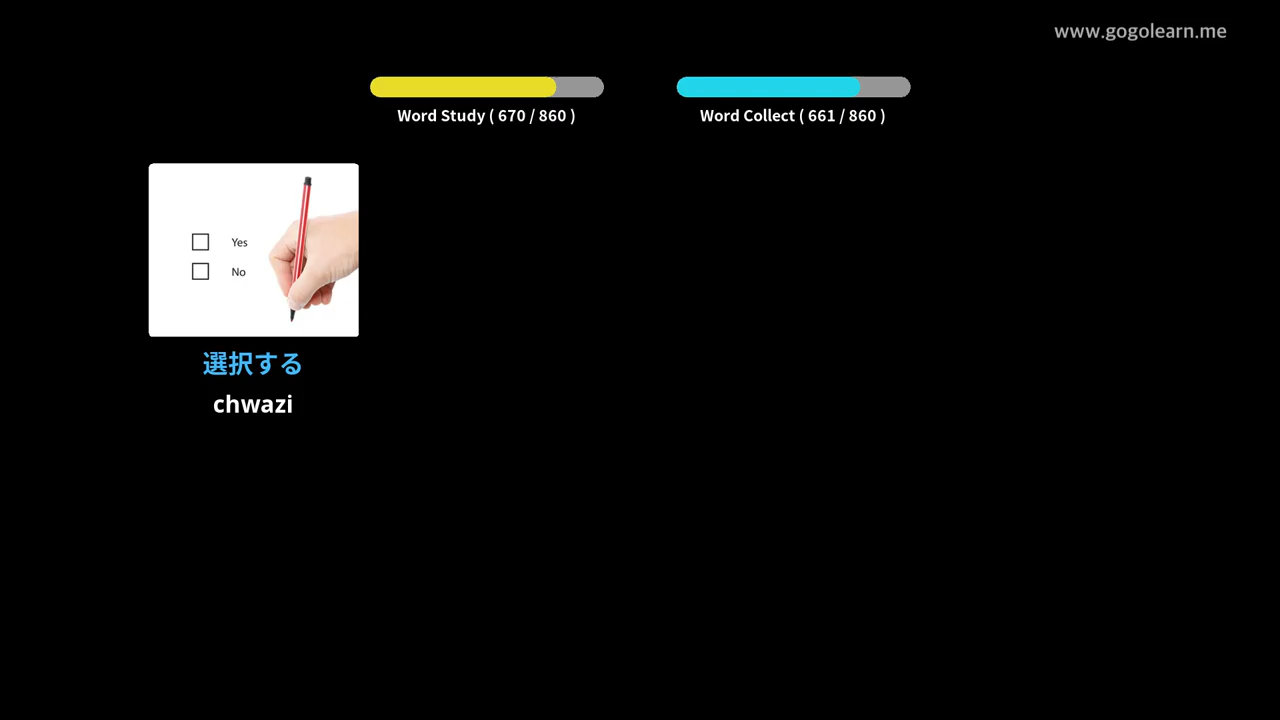 www.gogolearn.me
Word Study ( 670 / 860 )
Word Collect ( 661 / 860 )
Yes
No
選択する
chwazi